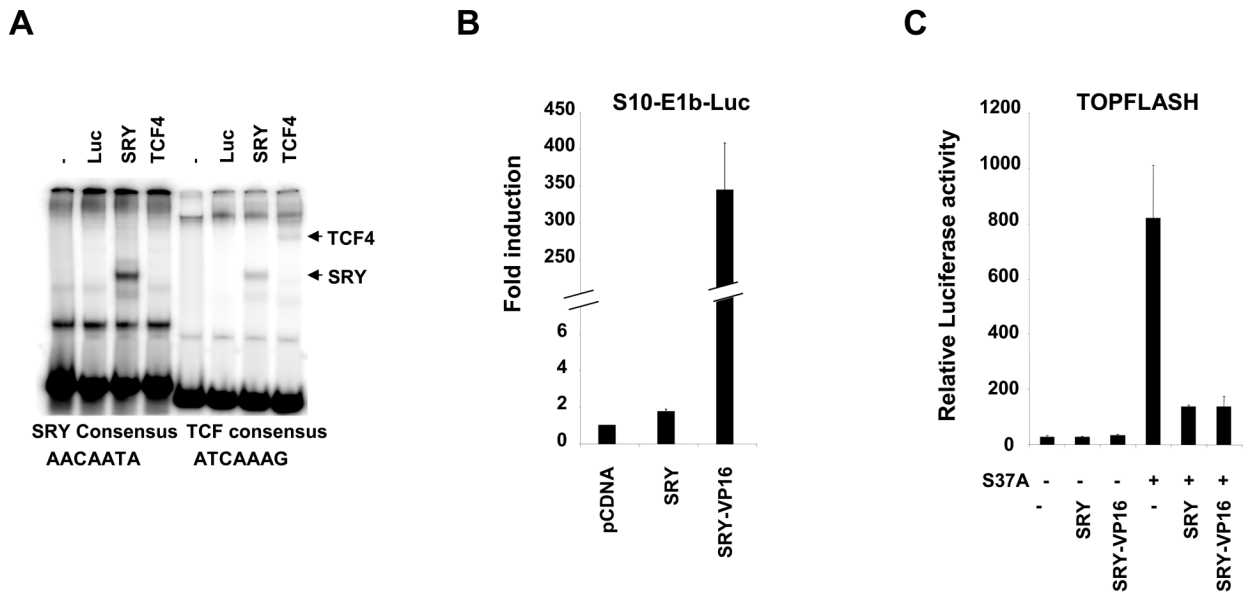 A
- Luc SRY TCF4 - Luc SRY TCF4
TCF4
SRY
SRY Consensus TCF consensus
AACAATA ATCAAAG
B
S10-E1b-Luc
Fold induction
450
400
350
300
250
6
4
2
0
pCDNA
SRY
SRY-VP16
C
TOPFLASH
Relative Luciferase activity
1200
1000
800
600
400
200
0
S37A - - - + + +
- SRY SRY-VP16 - SRY SRY-VP16